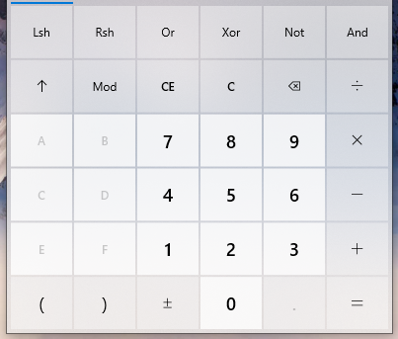 Lsh Rsh Or Xor Not And
↑ Mod CE C ⌫ ÷
A B 7 8 9 ×
C D 4 5 6 −
E F 1 2 3 +
( ) ± 0 . =